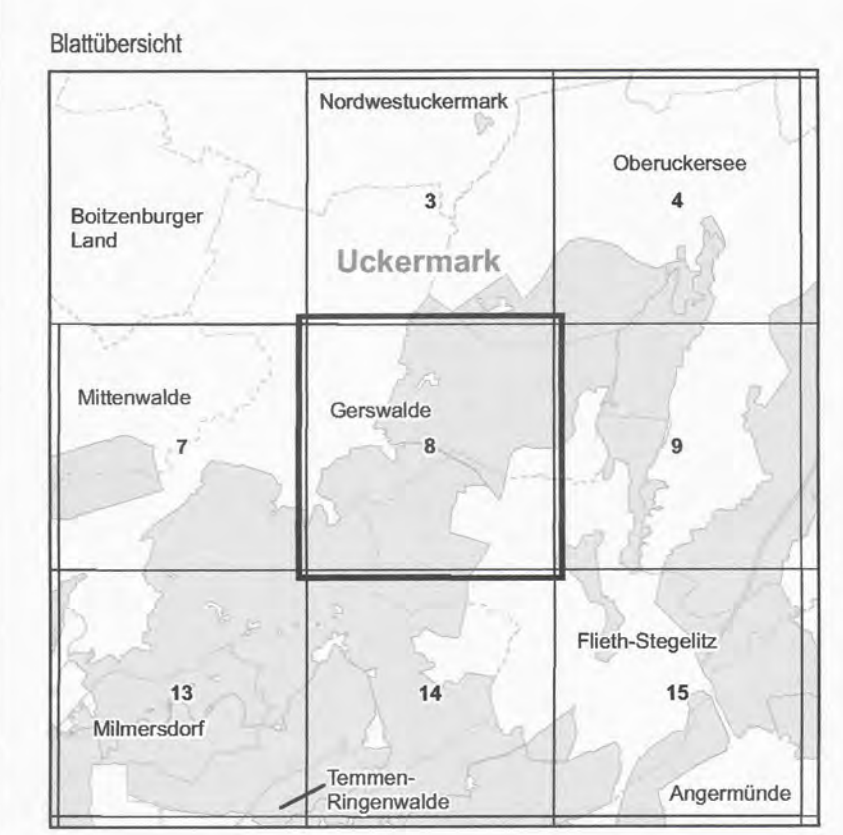 Blattübersicht
Nordwestuckermark
Oberuckersee
3
4
Boitzenburger
Land
Uckermark
Mittenwalde
Gerswalde
7
8
9
Flieth-Stegelitz
13
14
15
Milmersdorf
Temmen-
Ringenwalde
Angermünde